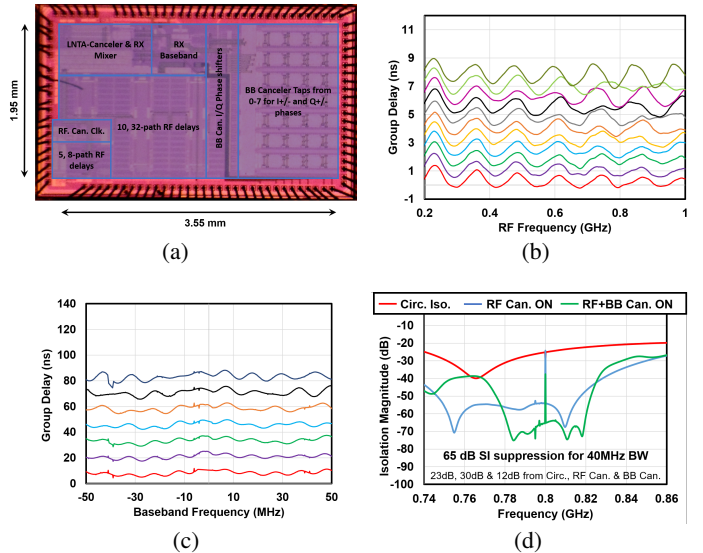 LNTA-Canceler & RX
Mixer
RX
Baseband
BB Can. I/Q Phase shifters
BB Canceler Taps from
0-7 for I+/- and Q+/-
phases
RF. Can. Clk.
10, 32-path RF delays
5, 8-path RF
delays
1.95 mm
3.55 mm
(a)
Group Delay (ns)
11
9
7
5
3
1
-1
0.2
0.4
0.6
0.8
1
RF Frequency (GHz)
(b)
Group Delay (ns)
140
120
100
80
60
40
20
0
-50
-30
-10
10
30
50
Baseband Frequency (MHz)
(c)
Circ. Iso.
RF Can. ON
RF+BB Can. ON
Isolation Magnitude (dB)
-10
-20
-30
-40
-50
-60
-70
-80
-90
-100
65 dB SI suppression for 40MHz BW
23dB, 30dB & 12dB from Circ., RF Can. & BB Can.
0.74
0.76
0.78
0.8
0.82
0.84
0.86
Frequency (GHz)
(d)